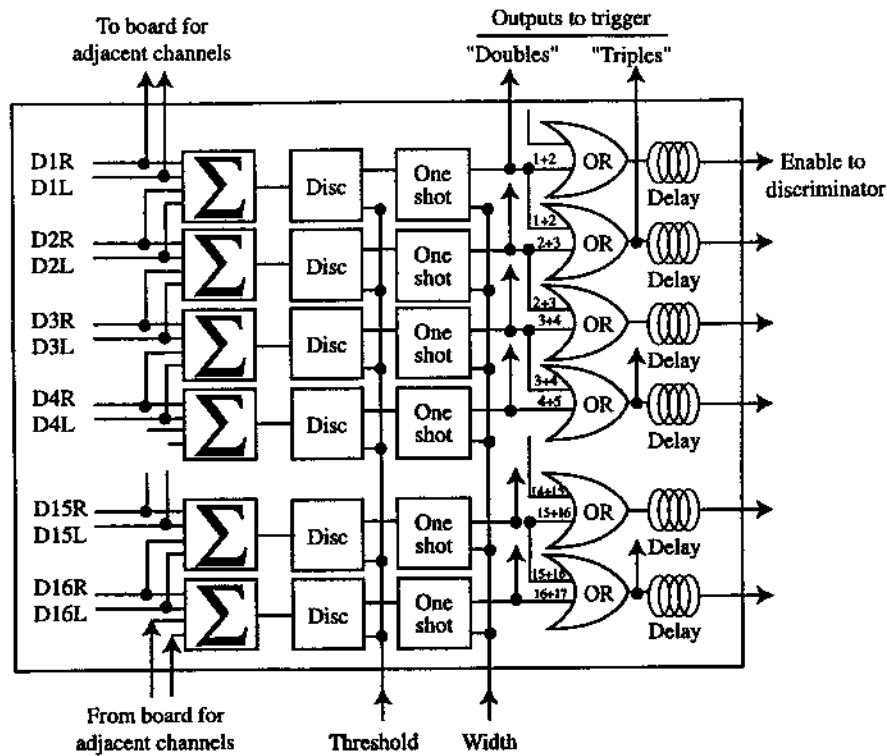 To board for
adjacent channels
Outputs to trigger
"Doubles" "Triples"
D1R
D1L
Σ
Disc
One
shot
1+2
OR
Delay
Enable to
discriminator
D2R
D2L
Σ
Disc
One
shot
1+2
2+3
OR
Delay
D3R
D3L
Σ
Disc
One
shot
2+3
3+4
OR
Delay
D4R
D4L
Σ
Disc
One
shot
3+4
4+5
OR
Delay
D15R
D15L
Σ
Disc
One
shot
14+15
15+16
OR
Delay
D16R
D16L
Σ
Disc
One
shot
15+16
16+17
OR
Delay
From board for
adjacent channels
Threshold
Width